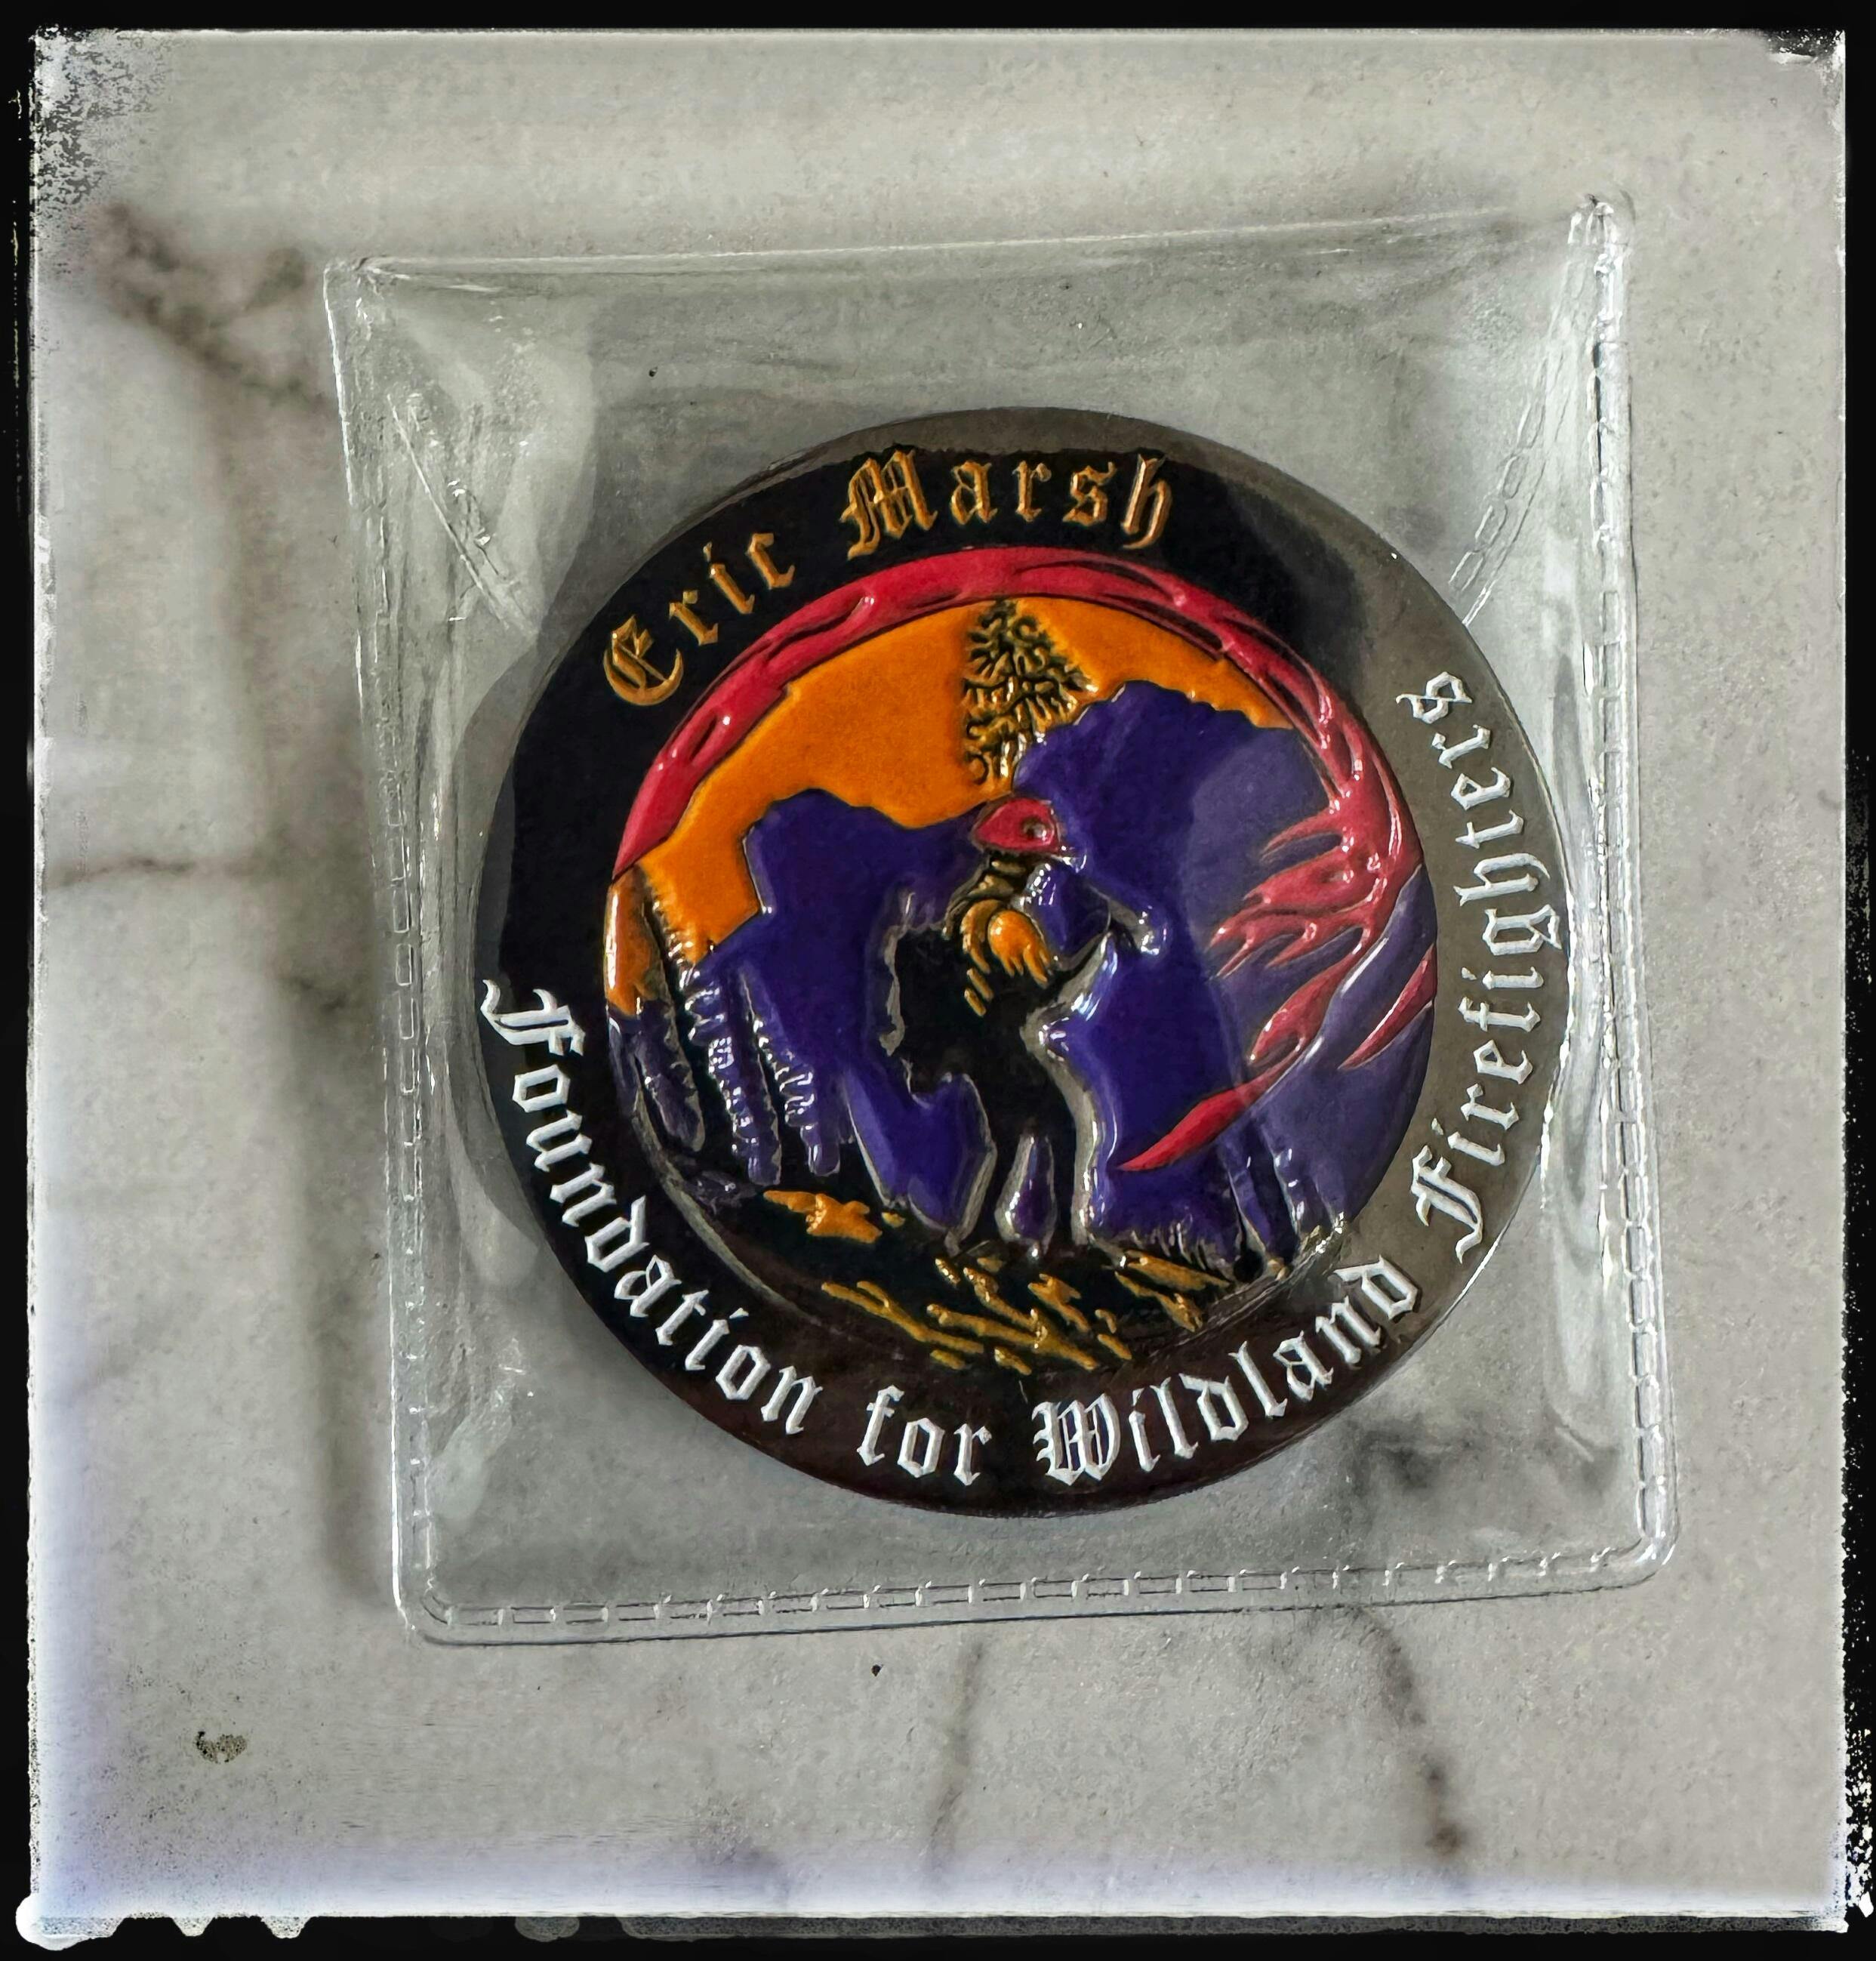 Eric Marsh
Foundation for Wildland Firefighters